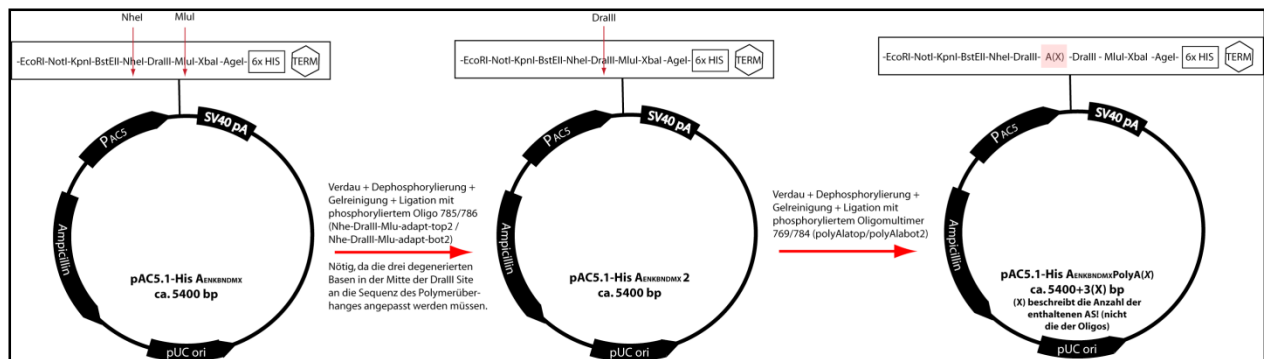 NheI
MluI
-EcoRI-NotI-KpnI-BstEII-NheI-DraIII-MluI-XbaI -AgeI- 6x HIS TERM
PAC5
SV40 pA
Ampicillin
pUC ori
pAC5.1-His AENKBNDMX
ca. 5400 bp
Verdau + Dephosphorylierung +
Gelreinigung + Ligation mit
phosphoryliertem Oligo 785/786
(Nhe-DraIII-Mlu-adapt-top2 /
Nhe-DraIII-Mlu-adapt-bot2)
Nötig, da die drei degenerierten
Basen in der Mitte der DraIII Site
an die Sequenz des Polymerüber-
hanges angepasst werden müssen.
DraIII
-EcoRI-NotI-KpnI-BstEII-NheI-DraIII-MluI-XbaI -AgeI- 6x HIS TERM
PAC5
SV40 pA
Ampicillin
pUC ori
pAC5.1-His AENKBNDMX 2
ca. 5400 bp
Verdau + Dephosphorylierung +
Gelreinigung + Ligation mit
phosphoryliertem Oligomultimer
769/784 (polyAlatop/polyAlabot2)
-EcoRI-NotI-KpnI-BstEII-NheI-DraIII- A(X) -DraIII - MluI-XbaI -AgeI- 6x HIS TERM
PAC5
SV40 pA
Ampicillin
pUC ori
pAC5.1-His AENKBNDMXPolyA(X)
ca. 5400+3(X) bp
(X) beschreibt die Anzahl der
enthaltenen AS! (nicht
die der Oligos)